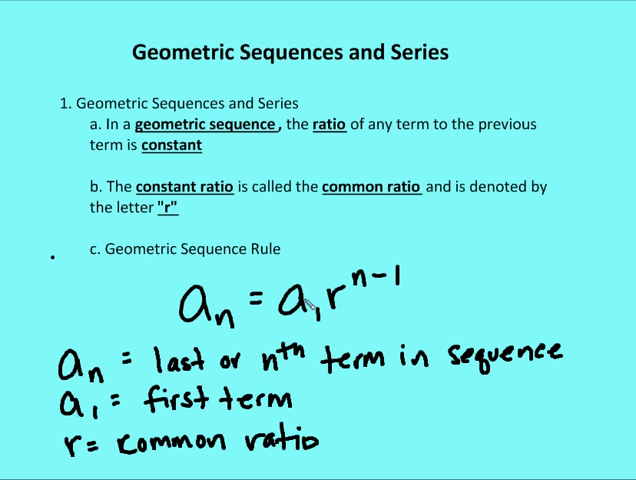 Geometric Sequences and Series
1. Geometric Sequences and Series
a. In a geometric sequence, the ratio of any term to the previous
term is constant
b. The constant ratio is called the common ratio and is denoted by
the letter "r"
c. Geometric Sequence Rule
aₙ = a₁rⁿ⁻¹
aₙ = last or nᵗʰ term in sequence
a₁ = first term
r = common ratio